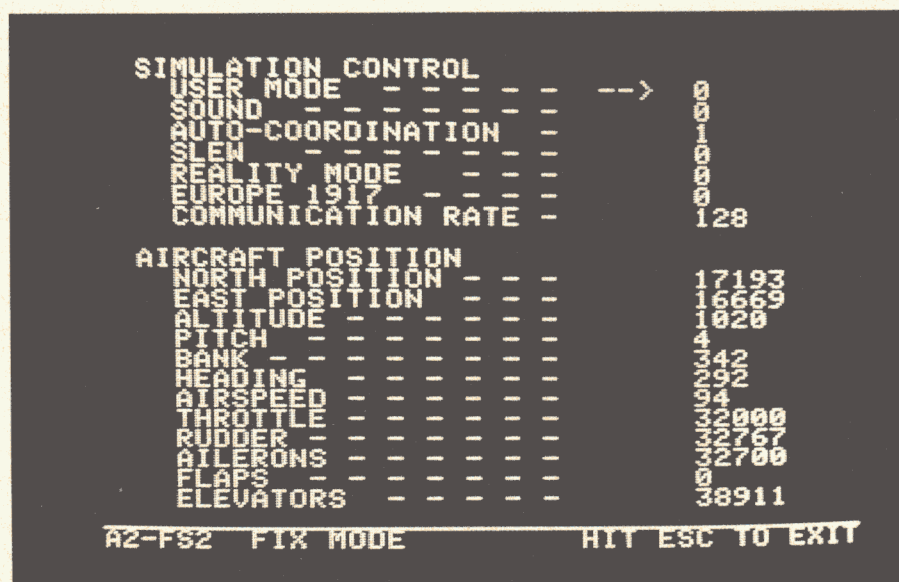 SIMULATION CONTROL
USER MODE - - - - - --> 0
SOUND - - - - - - - 0
AUTO-COORDINATION - 1
SLEW - - - - - - - 0
REALITY MODE - - - 0
EUROPE 1917 - - - - 0
COMMUNICATION RATE - 128
AIRCRAFT POSITION
NORTH POSITION - - - 17193
EAST POSITION - - - 16669
ALTITUDE - - - - - - 1020
PITCH - - - - - - - 4
BANK - - - - - - - - 342
HEADING - - - - - - 292
AIRSPEED - - - - - - 94
THROTTLE - - - - - - 32000
RUDDER - - - - - - - 32767
AILERONS - - - - - - 32700
FLAPS - - - - - - - 0
ELEVATORS - - - - - 38911
A2-FS2 FIX MODE HIT ESC TO EXIT